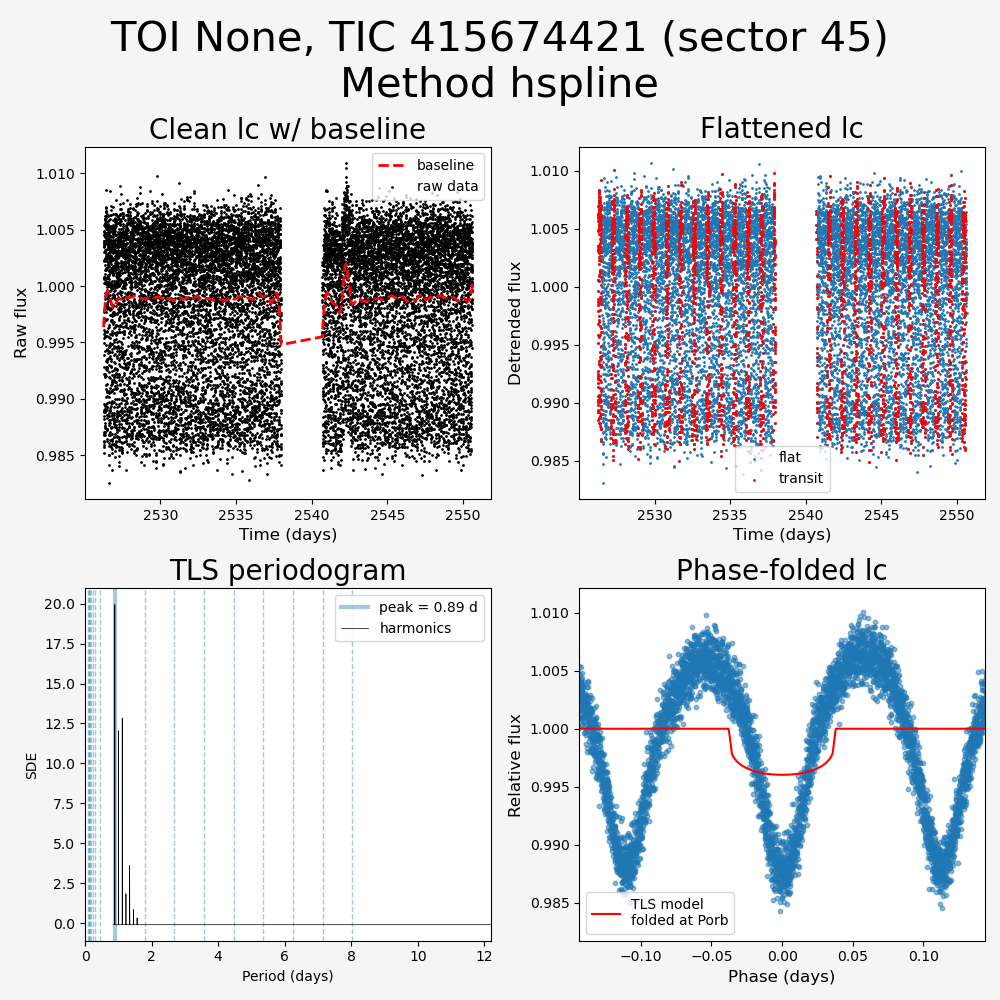 TOI None, TIC 415674421 (sector 45)
Method hspline
Clean lc w/ baseline
Flattened lc
baseline
raw data
1.010
1.005
1.000
0.995
0.990
0.985
Raw flux
2530
2535
2540
2545
2550
Time (days)
1.010
1.005
1.000
0.995
0.990
0.985
Detrended flux
flat
transit
2530
2535
2540
2545
2550
Time (days)
TLS periodogram
Phase-folded lc
peak = 0.89 d
harmonics
20.0
17.5
15.0
12.5
10.0
7.5
5.0
2.5
0.0
SDE
0
2
4
6
8
10
12
Period (days)
1.010
1.005
1.000
0.995
0.990
0.985
Relative flux
TLS model
folded at Porb
−0.10
−0.05
0.00
0.05
0.10
Phase (days)